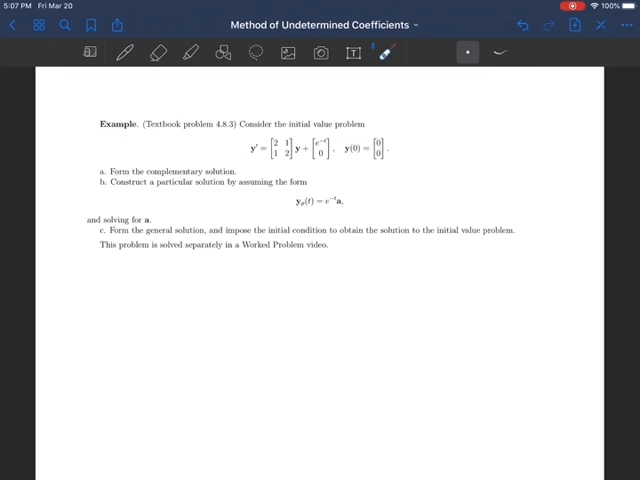 5:07 PM Fri Mar 20
100%
Method of Undetermined Coefficients
Example. (Textbook problem 4.8.3) Consider the initial value problem
y' = [2 1; 1 2] y + [e^{-t}; 0], y(0) = [0; 0].
a. Form the complementary solution.
b. Construct a particular solution by assuming the form
y_p(t) = e^{-t}a,
and solving for a.
c. Form the general solution, and impose the initial condition to obtain the solution to the initial value problem.
This problem is solved separately in a Worked Problem video.